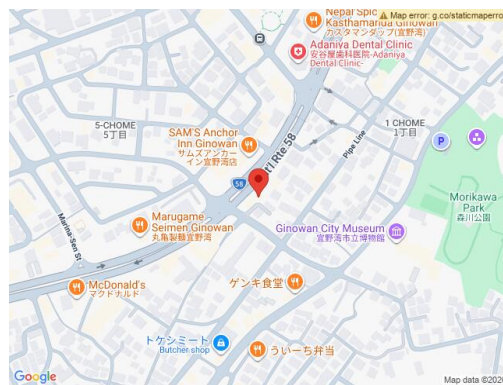 Nepal Spic
Kasthamanda Ginowan
カスタマンダップ(宜野湾)
Map error: g.co/staticmaperr
Adaniya Dental Clinic
安谷屋歯科医院-Adaniya
Dental Clinic-
5-CHOME
5丁目
SAM'S Anchor
Inn Ginowan
サムズアンカー
イン宜野湾店
1 CHOME
1丁目
Pipe Line
P
t'l Rte 58
58
Morikawa
Park
森川公園
Marugame
Seimen Ginowan
丸亀製麺宜野湾
Ginowan City Museum
宜野湾市立博物館
Marina-Sen St
McDonald's
マクドナルド
ゲンキ食堂
トケシミート
Butcher shop
ういーち弁当
Google
Map data ©202